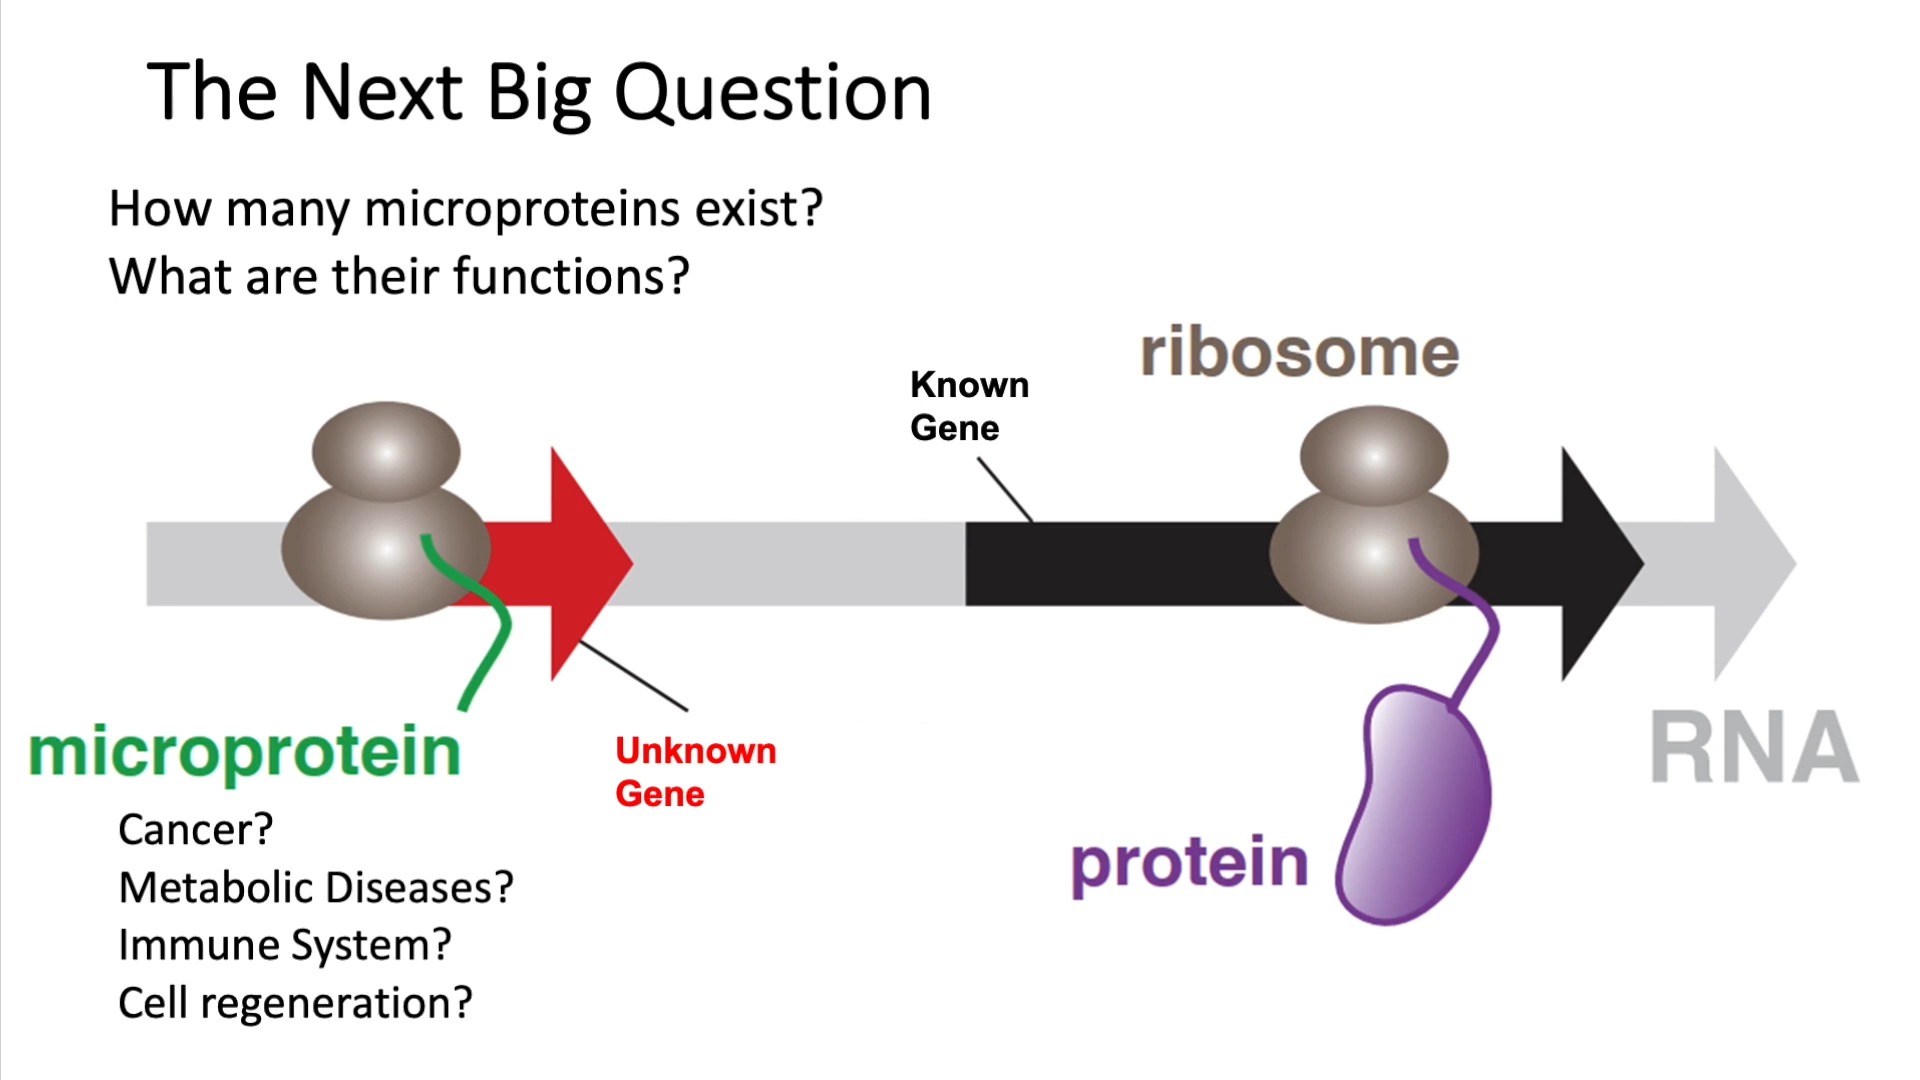 The Next Big Question
How many microproteins exist?
What are their functions?
ribosome
Known
Gene
microprotein
Unknown
Gene
RNA
protein
Cancer?
Metabolic Diseases?
Immune System?
Cell regeneration?